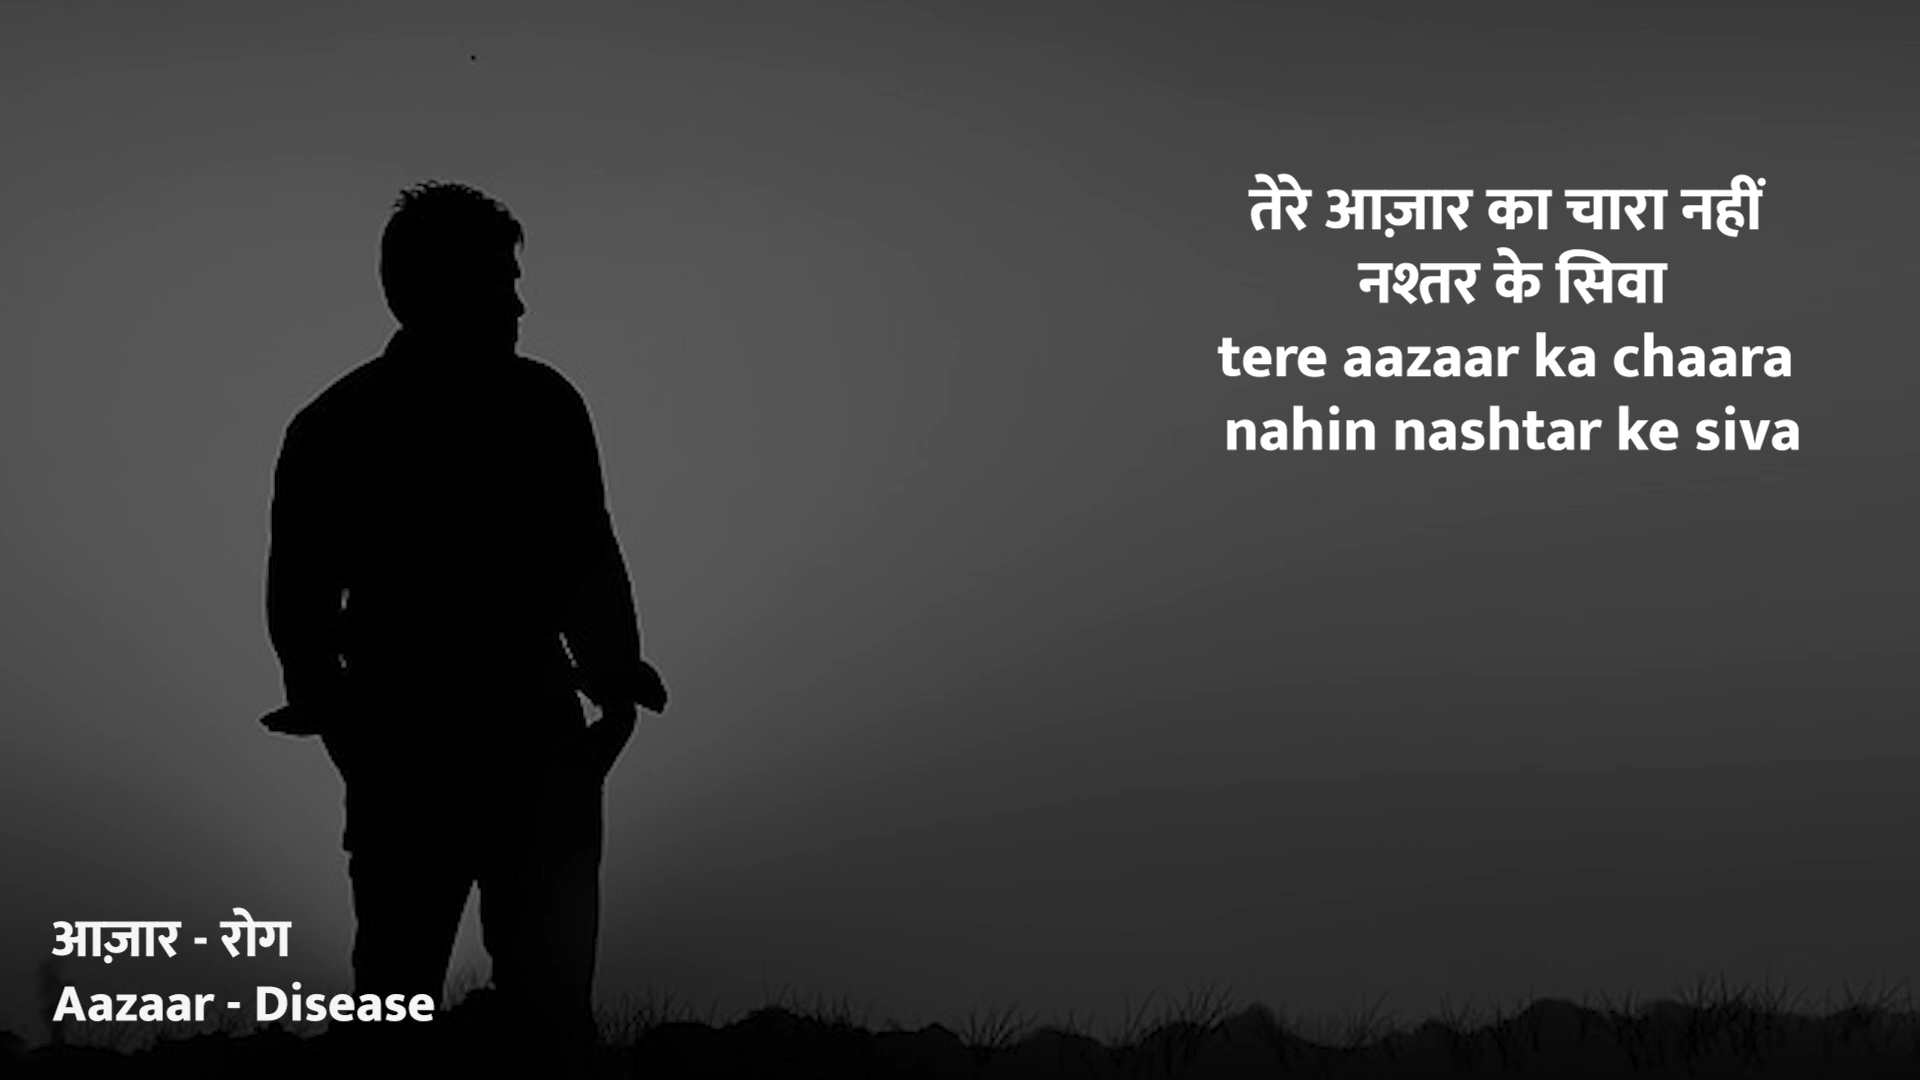 तेरे आज़ार का चारा नहीं
नश्तर के सिवा
tere aazaar ka chaara
nahin nashtar ke siva
आज़ार - रोग
Aazaar - Disease